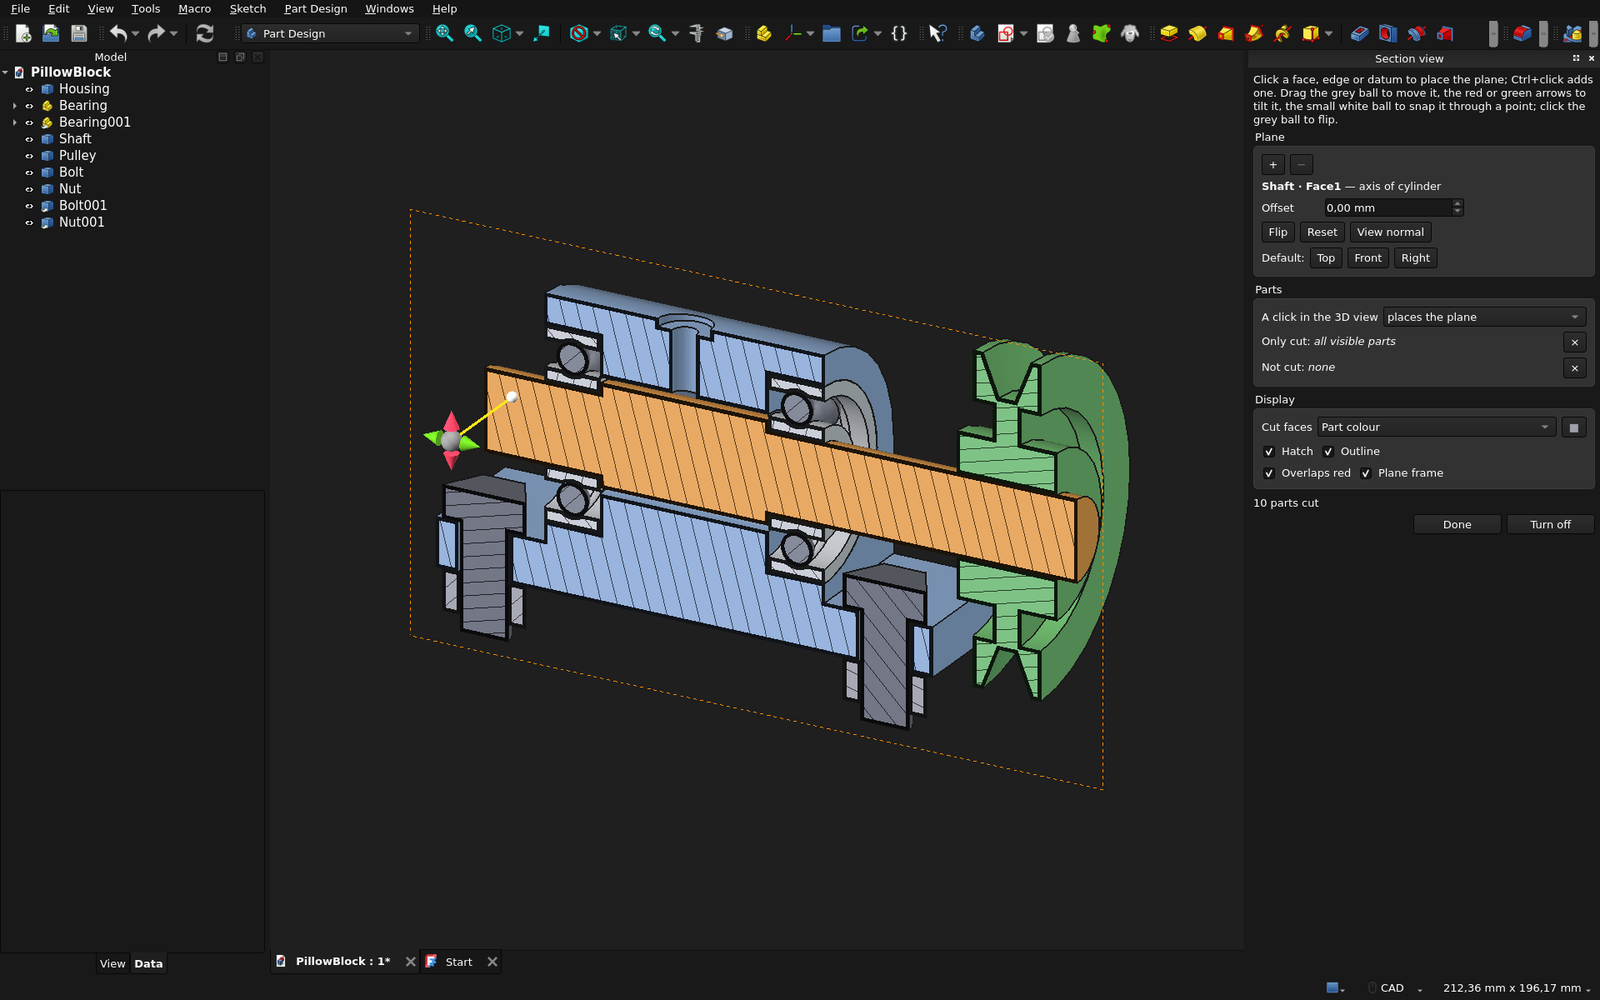 File Edit View Tools Macro Sketch Part Design Windows Help
Part Design
Model
PillowBlock
Housing
Bearing
Bearing001
Shaft
Pulley
Bolt
Nut
Bolt001
Nut001
View Data
PillowBlock : 1*
Start
Section view
Click a face, edge or datum to place the plane; Ctrl+click adds
one. Drag the grey ball to move it, the red or green arrows to
tilt it, the small white ball to snap it through a point; click the
grey ball to flip.
Plane
+ −
Shaft · Face1 — axis of cylinder
Offset 0,00 mm
Flip Reset View normal
Default: Top Front Right
Parts
A click in the 3D view places the plane
Only cut: all visible parts
Not cut: none
Display
Cut faces Part colour
Hatch Outline
Overlaps red Plane frame
10 parts cut
Done Turn off
CAD 212,36 mm x 196,17 mm